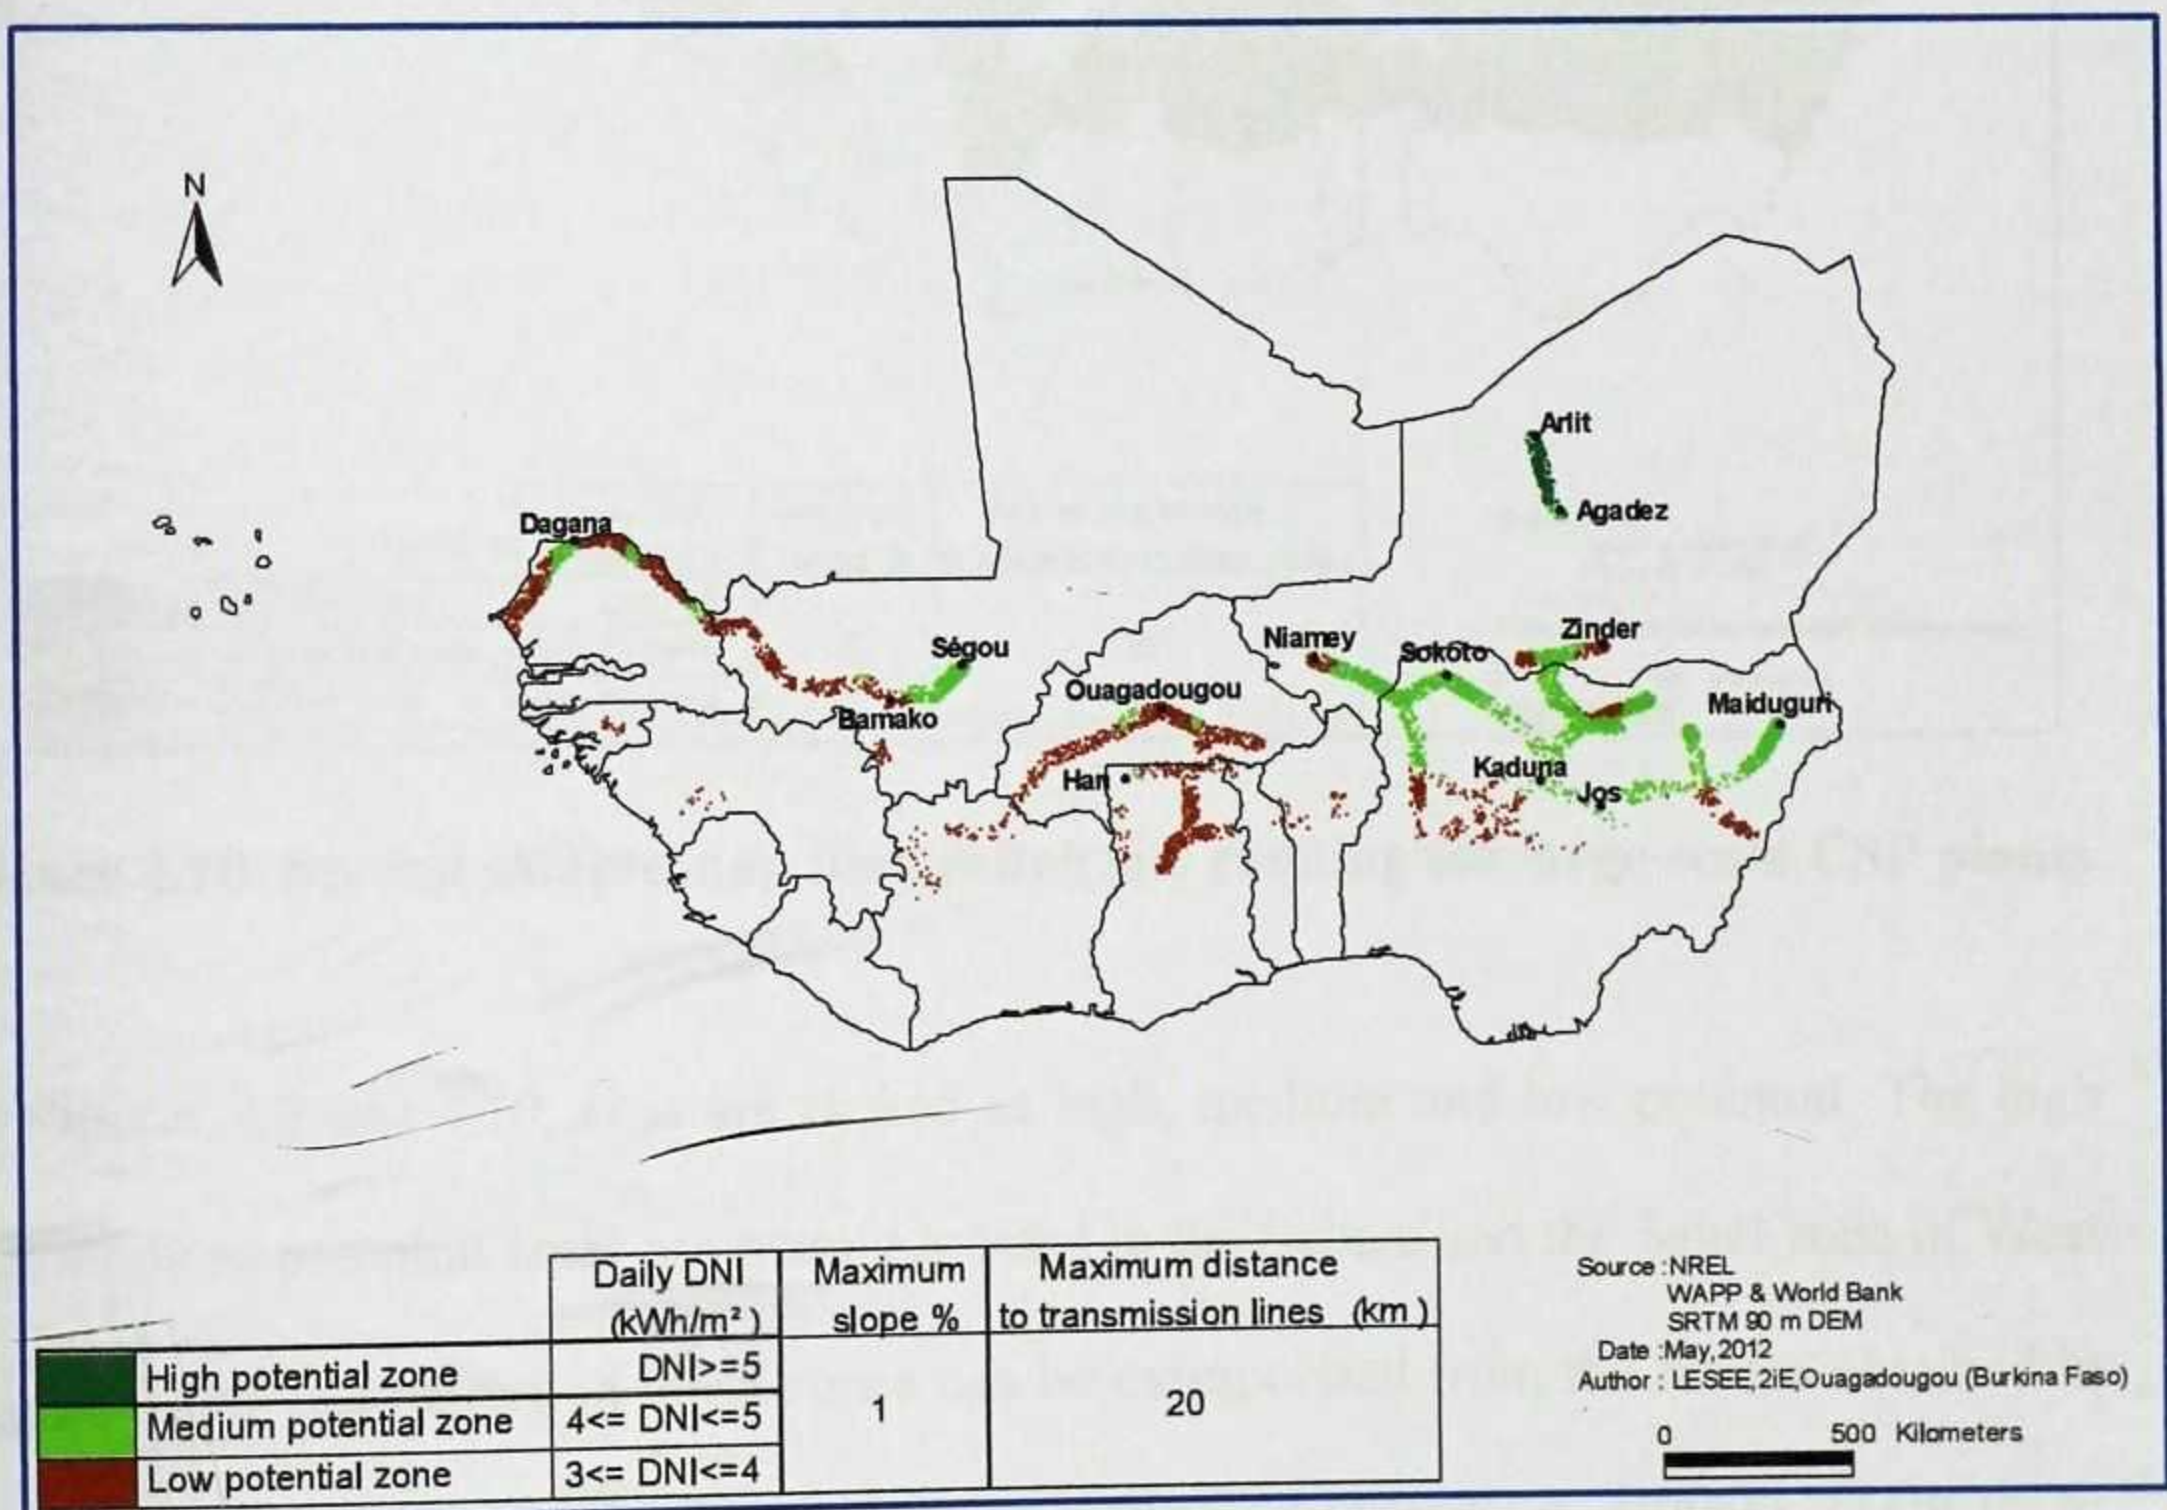 N
Arlit
Agadez
Dagana
Zinder
Niamey
Ségou
Sokoto
Ouagadougou
Maiduguri
Bamako
Kaduna
Han
Jos
Daily DNI
(kWh/m²)
Maximum
slope %
Maximum distance
to transmission lines (km)
High potential zone
DNI>=5
Medium potential zone
4<= DNI<=5
1
20
Low potential zone
3<= DNI<=4
Source :NREL
WAPP & World Bank
SRTM 90 m DEM
Date :May,2012
Author : LESEE,2iE,Ouagadougou (Burkina Faso)
0 500 Kilometers